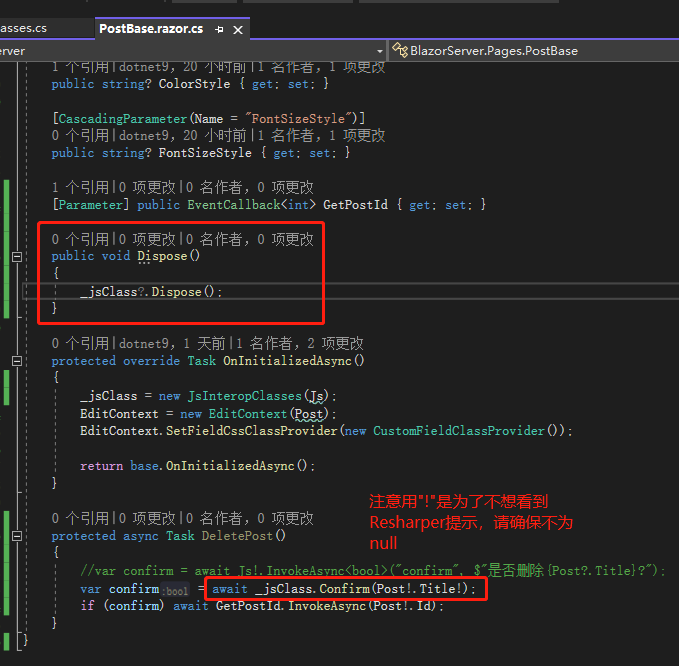 asses.cs
PostBase.razor.cs
erver
BlazorServer.Pages.PostBase
1 个引用|dotnet9，20 小时前|1 名作者，1 项更改
public string? ColorStyle { get; set; }
[CascadingParameter(Name = "FontSizeStyle")]
0 个引用|dotnet9，20 小时前|1 名作者，1 项更改
public string? FontSizeStyle { get; set; }
1 个引用|0 项更改|0 名作者，0 项更改
[Parameter] public EventCallback<int> GetPostId { get; set; }
0 个引用|0 项更改|0 名作者，0 项更改
public void Dispose()
{
_jsClass?.Dispose();
}
0 个引用|dotnet9，1 天前|1 名作者，2 项更改
protected override Task OnInitializedAsync()
{
_jsClass = new JsInteropClasses(Js);
EditContext = new EditContext(Post);
EditContext.SetFieldCssClassProvider(new CustomFieldClassProvider());
return base.OnInitializedAsync();
}
注意用"!"是为了不想看到
Resharper提示，请确保不为
null
0 个引用|0 项更改|0 名作者，0 项更改
protected async Task DeletePost()
{
//var confirm = await Js!.InvokeAsync<bool>("confirm", $"是否删除{Post?.Title}?");
var confirm:bool = await _jsClass.Confirm(Post!.Title!);
if (confirm) await GetPostId.InvokeAsync(Post!.Id);
}
}